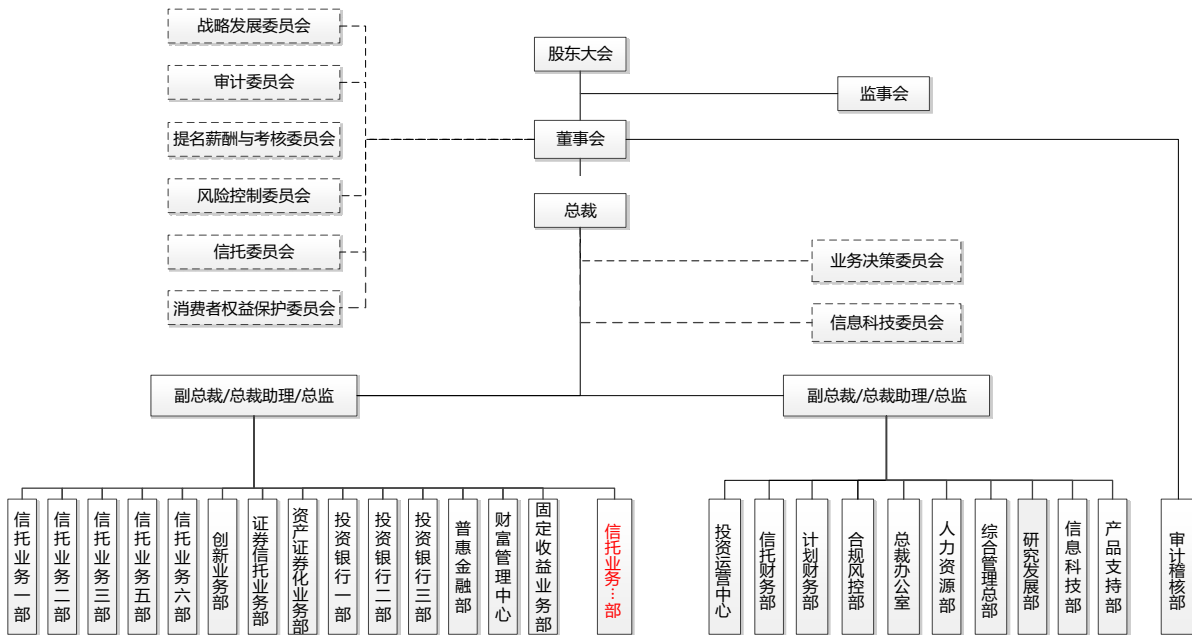 战略发展委员会
审计委员会
提名薪酬与考核委员会
风险控制委员会
信托委员会
消费者权益保护委员会
股东大会
监事会
董事会
总裁
业务决策委员会
信息科技委员会
副总裁/总裁助理/总监
副总裁/总裁助理/总监
信托业务一部
信托业务二部
信托业务三部
信托业务五部
信托业务六部
创新业务部
证券信托业务部
资产证券化业务部
投资银行一部
投资银行二部
投资银行三部
普惠金融部
财富管理中心
固定收益业务部
信托业务…部
投资运营中心
信托财务部
计划财务部
合规风控部
总裁办公室
人力资源部
综合管理总部
研究发展部
信息科技部
产品支持部
审计稽核部